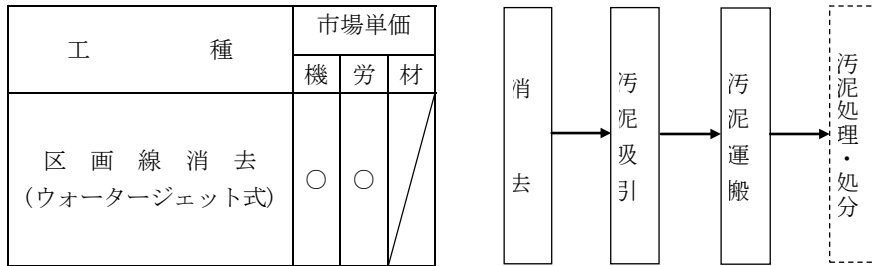 工　　　　　種
市場単価
機 労 材
区　画　線　消　去
(ウォータージェット式)
○ ○
消去
汚泥吸引
汚泥運搬
汚泥処理・処分